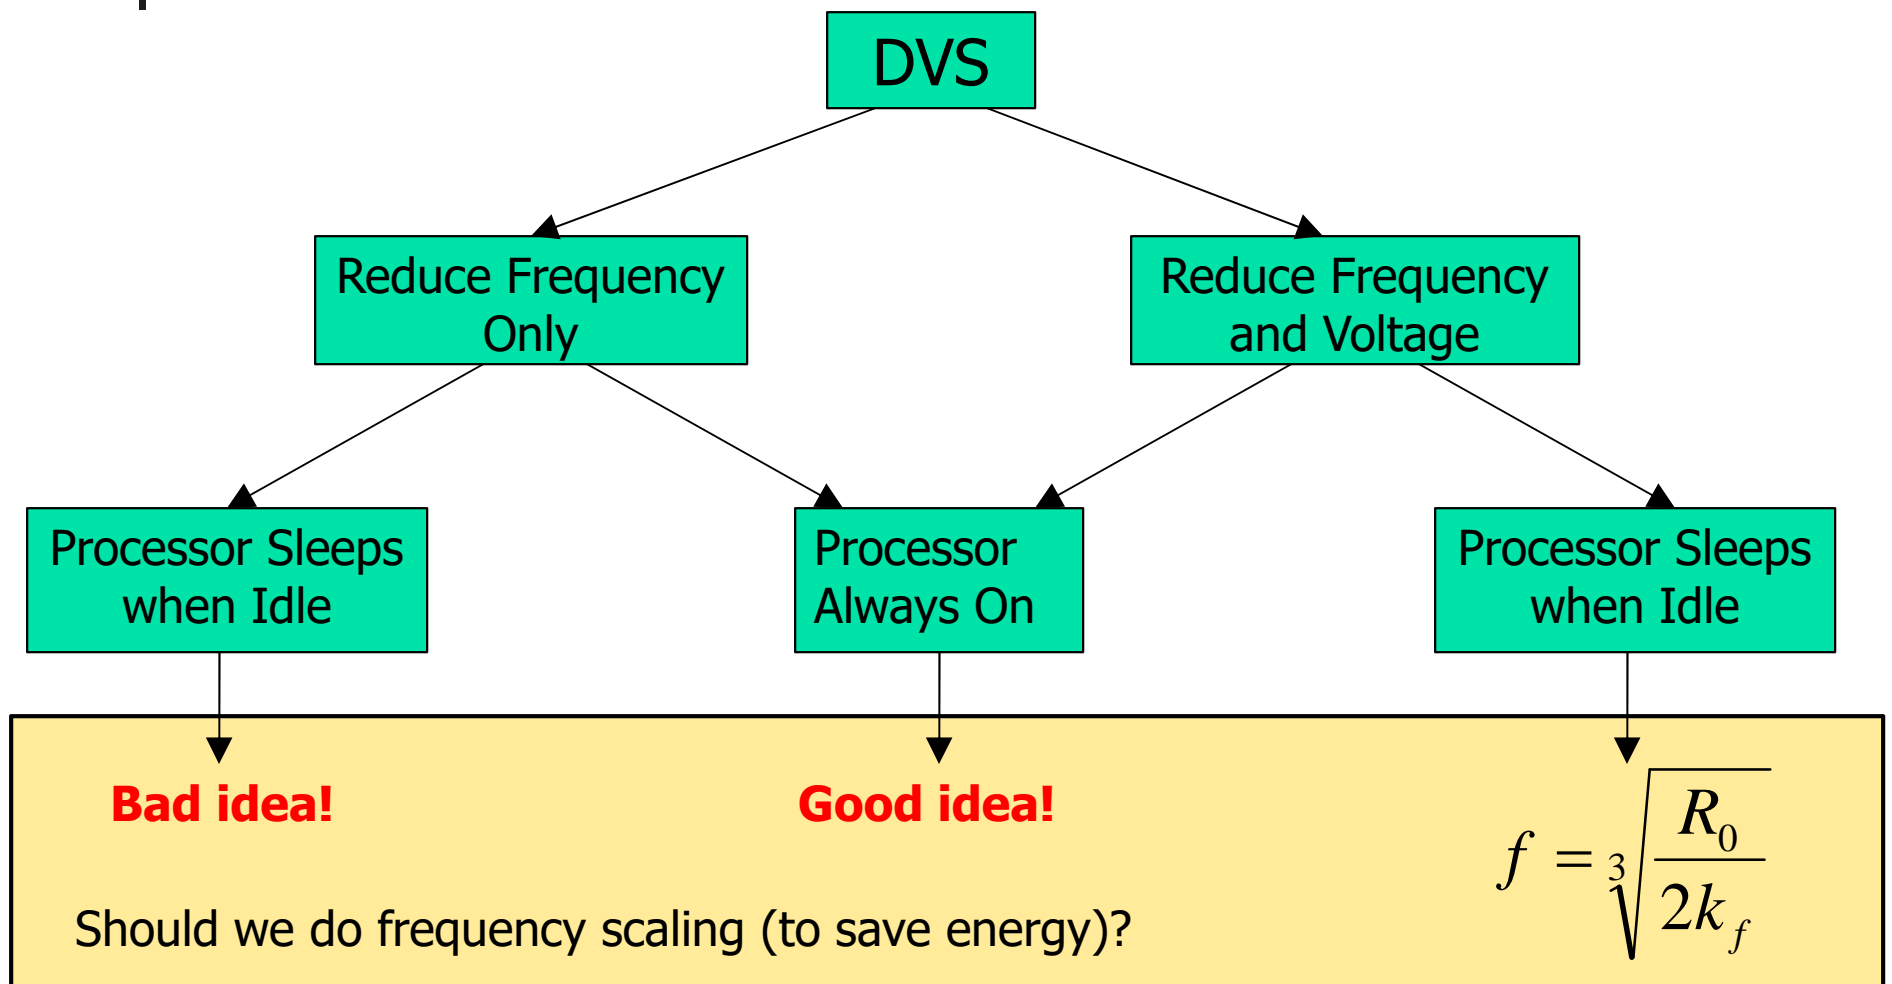 DVS
Reduce Frequency
Only
Reduce Frequency
and Voltage
Processor Sleeps
when Idle
Processor
Always On
Processor Sleeps
when Idle
Bad idea!
Good idea!
f = ∛(R₀ / 2k_f)
Should we do frequency scaling (to save energy)?